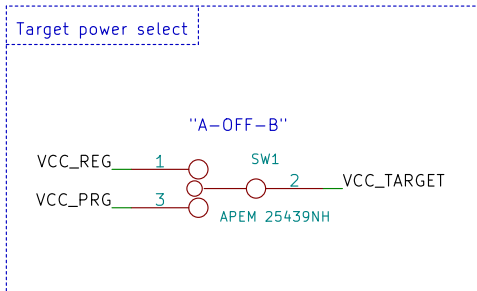 Target power select
"A-OFF-B"
SW1
VCC_REG 1
2 VCC_TARGET
VCC_PRG 3
APEM 25439NH